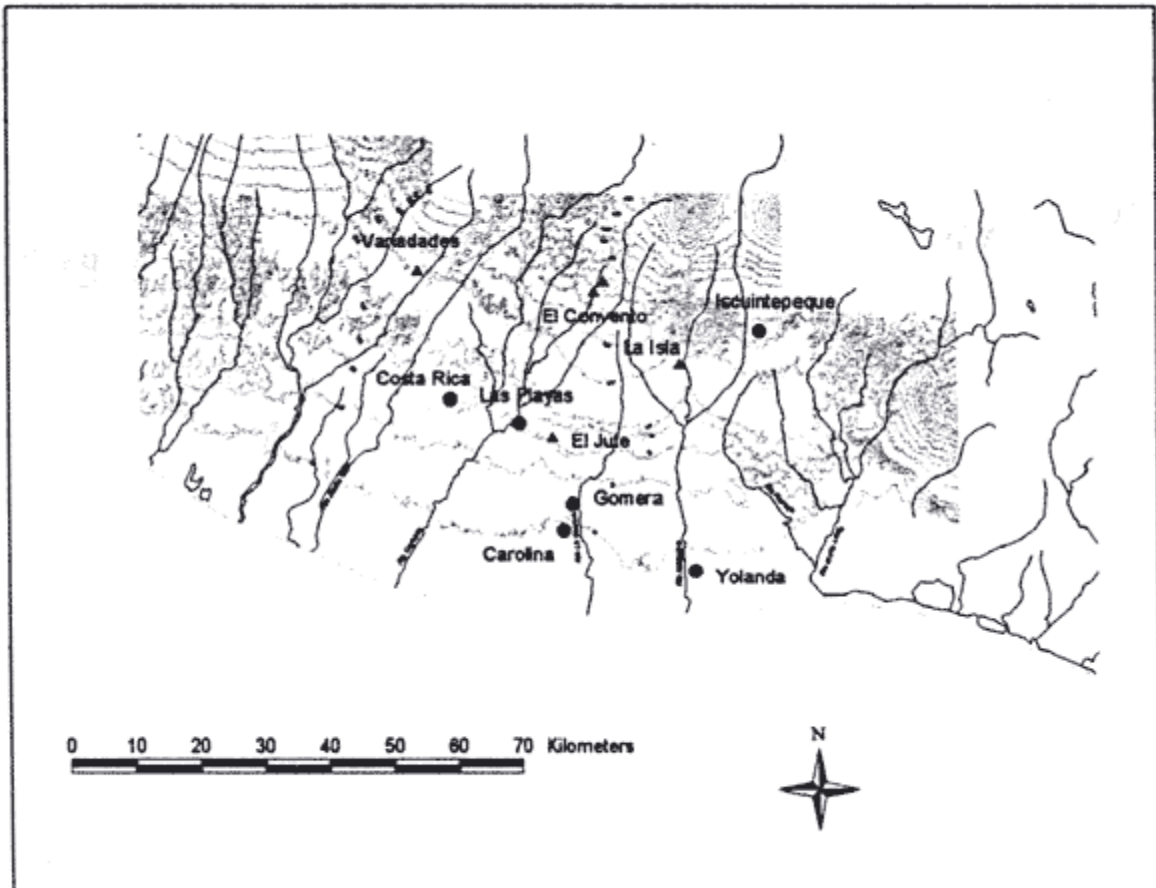 Variadades
El Convento
Iscuintepeque
La Isla
Costa Rica
Las Playas
El Jute
Gomera
Carolina
Yolanda
0 10 20 30 40 50 60 70 Kilometers
N